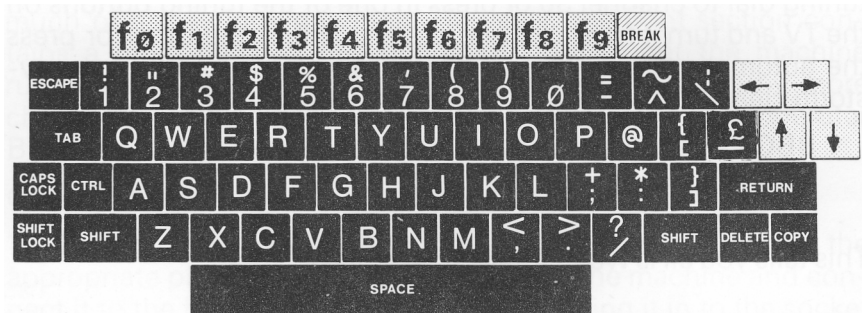 f0 f1 f2 f3 f4 f5 f6 f7 f8 f9 BREAK
ESCAPE ! 1 " 2 # 3 $ 4 % 5 & 6 ' 7 ( 8 ) 9 Ø = - ~ ^ ¦ \ ← →
TAB Q W E R T Y U I O P @ { [ £ _ ↑ ↓
CAPS LOCK CTRL A S D F G H J K L + ; * : } ] RETURN
SHIFT LOCK SHIFT Z X C V B N M < , > . ? / SHIFT DELETE COPY
SPACE